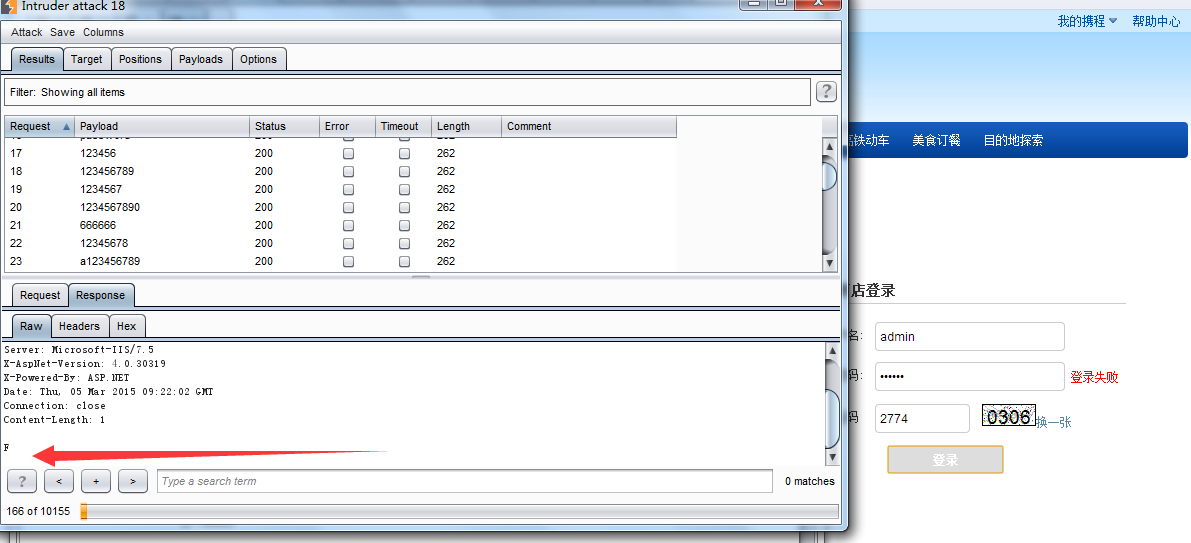 Intruder attack 18
Attack Save Columns
Results Target Positions Payloads Options
Filter: Showing all items ?
Request Payload Status Error Timeout Length Comment
17 123456 200 262
18 123456789 200 262
19 1234567 200 262
20 1234567890 200 262
21 666666 200 262
22 12345678 200 262
23 a123456789 200 262
Request Response
Raw Headers Hex
Server: Microsoft-IIS/7.5
X-AspNet-Version: 4.0.30319
X-Powered-By: ASP.NET
Date: Thu, 05 Mar 2015 09:22:02 GMT
Connection: close
Content-Length: 1
F
? < + > Type a search term 0 matches
166 of 10155
我的携程 帮助中心
高铁动车 美食订餐 目的地探索
店登录
名: admin
码: •••••• 登录失败
码 2774 0306 换一张
登录